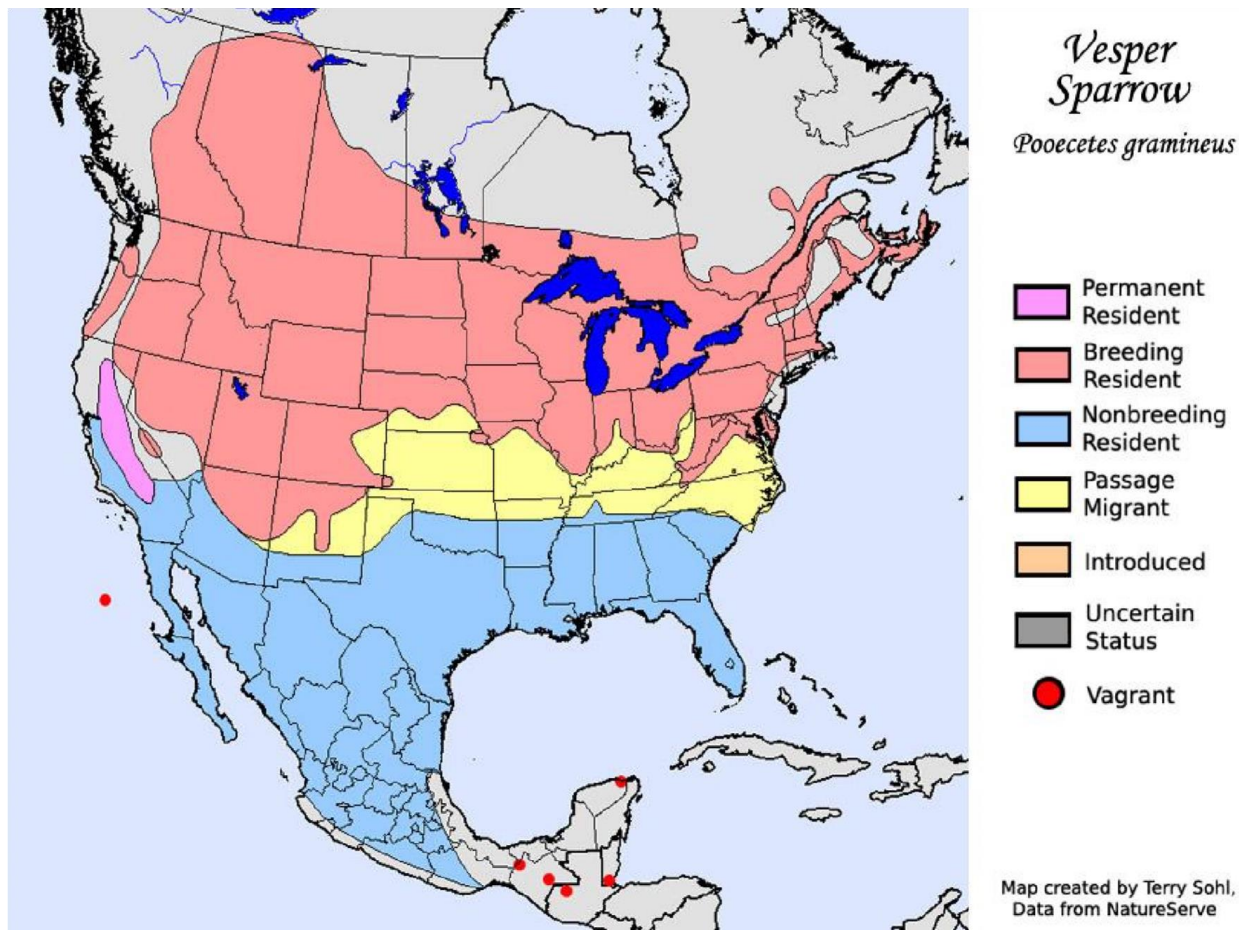 Vesper
Sparrow
Pooecetes gramineus
Permanent
Resident
Breeding
Resident
Nonbreeding
Resident
Passage
Migrant
Introduced
Uncertain
Status
Vagrant
Map created by Terry Sohl,
Data from NatureServe